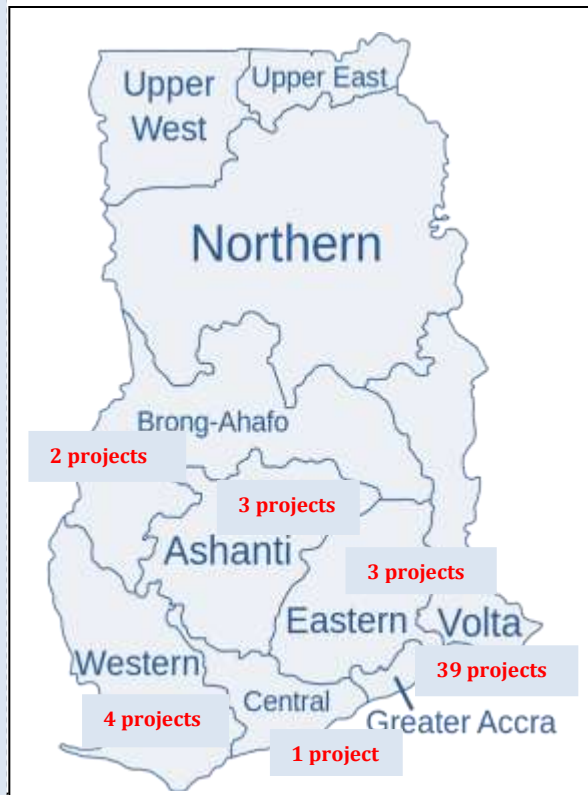 Upper
West
Upper East
Northern
Brong-Ahafo
2 projects
3 projects
Ashanti
3 projects
Eastern
Volta
Western
39 projects
Central
4 projects
Greater Accra
1 project